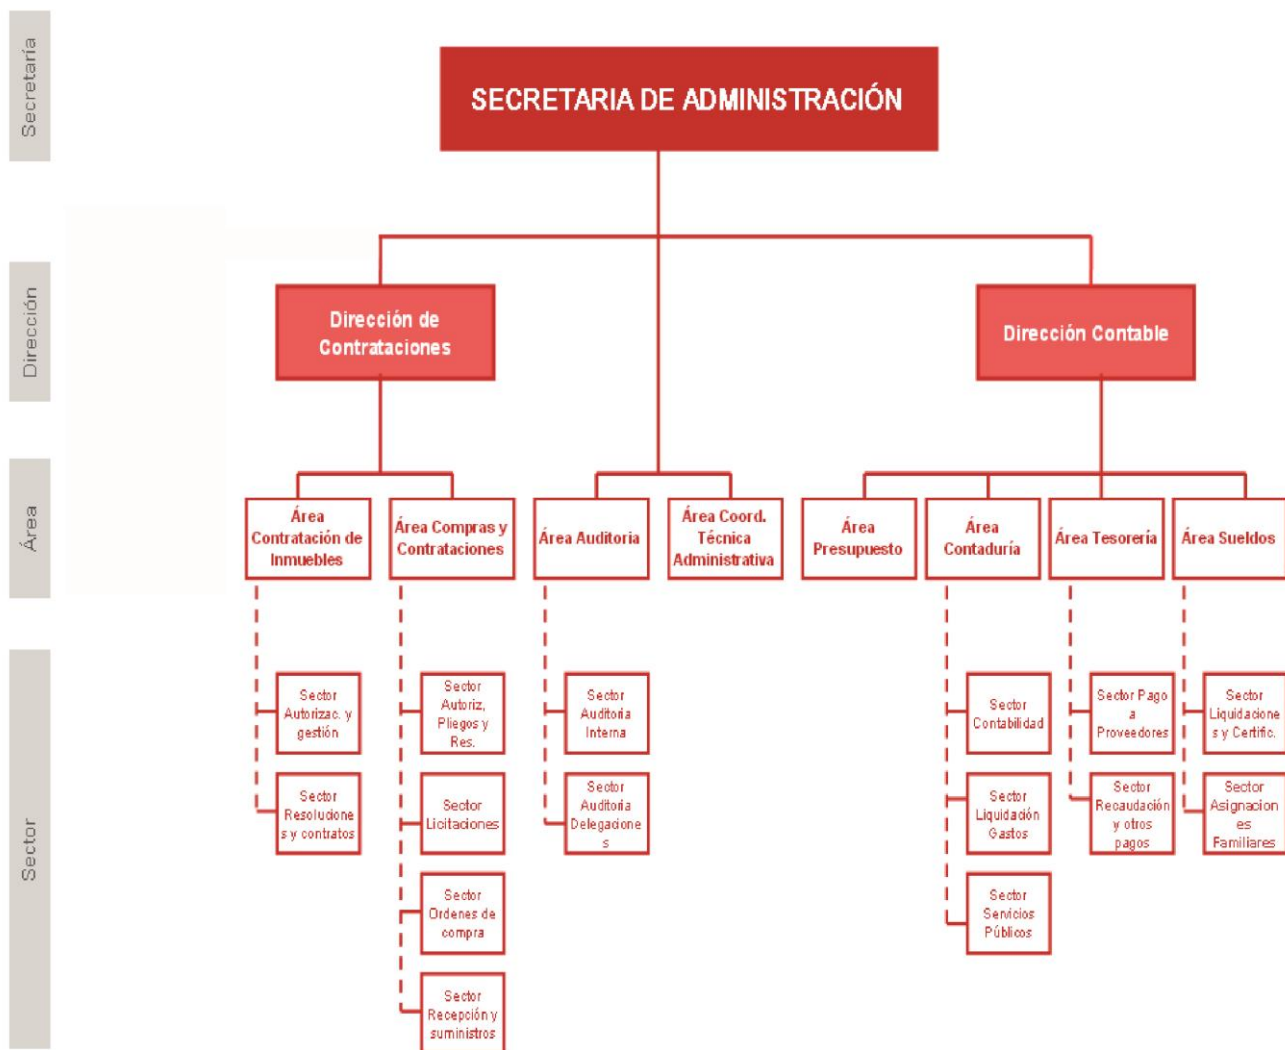 Secretaría
SECRETARIA DE ADMINISTRACIÓN
Dirección
Dirección de
Contrataciones
Dirección Contable
Área
Área
Contratación de
Inmuebles
Área Compras y
Contrataciones
Área Auditoria
Área Coord.
Técnica
Administrativa
Área
Presupuesto
Área
Contaduría
Área Tesorería
Área Sueldos
Sector
Sector
Autorizac. y
gestión
Sector
Resolucione
s y contratos
Sector
Autoriz,
Pliegos y
Res.
Sector
Licitaciones
Sector
Ordenes de
compra
Sector
Recepción y
suministros
Sector
Auditoria
Interna
Sector
Auditoria
Delegacione
s
Sector
Contabilidad
Sector
Liquidación
Gastos
Sector
Servicios
Públicos
Sector Pago
a
Proveedores
Sector
Recaudación
y otros
pagos
Sector
Liquidacione
s y Certific.
Sector
Asignacion
es
Familiares